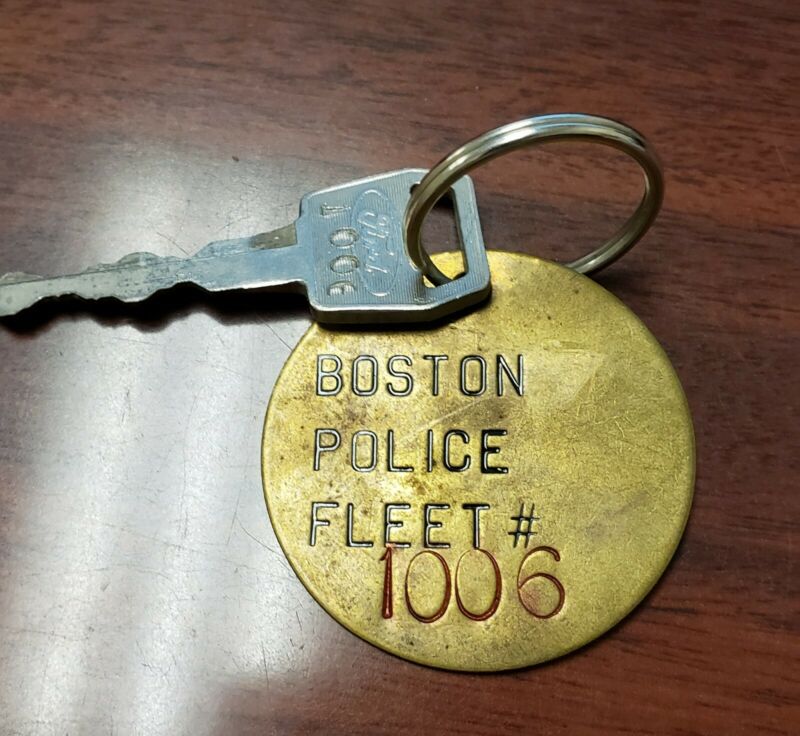 Ford
1006
BOSTON
POLICE
FLEET #
1006